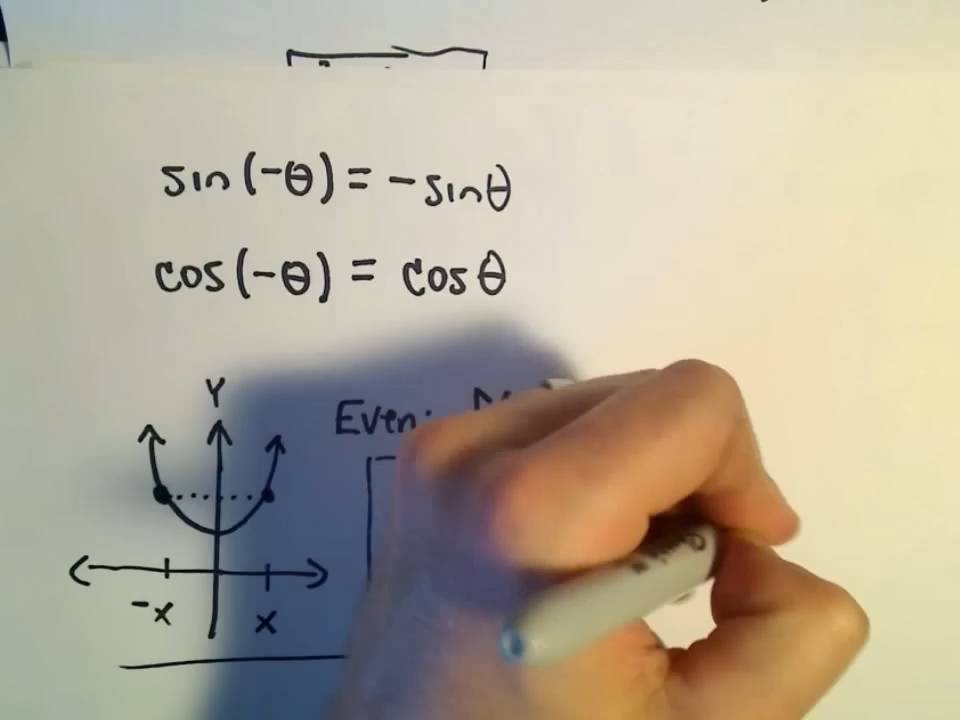 sin(-θ) = -sinθ
cos(-θ) = cosθ
Y
Even:
-x
x